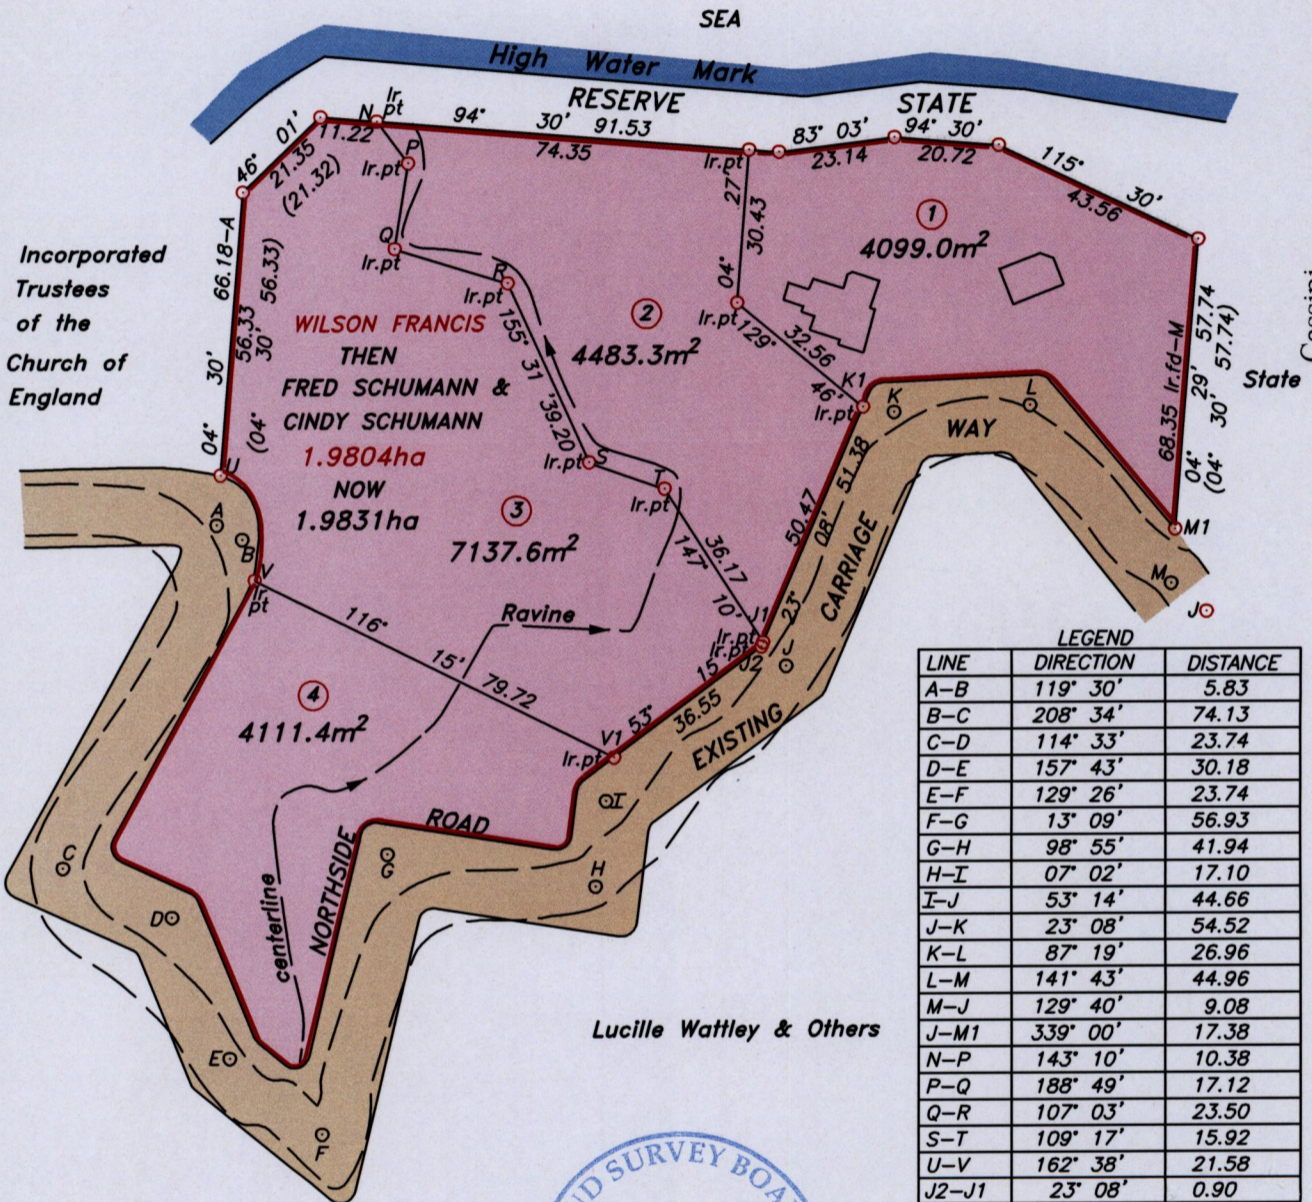 SEA
High Water Mark
RESERVE STATE
Ir. pt
N
11.22
94° 30' 91.53
74.35
83° 03'
23.14
94° 30'
20.72
115° 30'
43.56
46° 01'
21.35
(21.32)
P
Ir.pt
Ir.pt
27'
30.43
04°
1
4099.0m²
66.18-A
56.33
56.33)
30'
30'
04°
(04°
Incorporated
Trustees
of the
Church of
England
Q
Ir.pt
R
Ir.pt
WILSON FRANCIS
THEN
FRED SCHUMANN &
CINDY SCHUMANN
1.9804ha
NOW
1.9831ha
155° 31'39.20
2
4483.3m²
Ir.pt
129° 46'
32.56
K1
Ir.pt
K
L
WAY
68.35 Ir.fd-M
04° 29' 57.74
(04° 30' 57.74)
State
U
A
B
V
Ir.
pt
S
Ir.pt
T
Ir.pt
3
7137.6m²
147° 10'
36.17
50.47
23° 08' 51.38
CARRIAGE
M1
M
J
Ravine
116° 15'
79.72
J1
Ir.pt
Ir.pt
J2
J
53° 15'
36.55
EXISTING
V1
Ir.pt
4
4111.4m²
I
ROAD
NORTHSIDE
centerline
C
D
G
H
E
F
Lucille Wattley & Others
LEGEND
LINE DIRECTION DISTANCE
A-B 119° 30' 5.83
B-C 208° 34' 74.13
C-D 114° 33' 23.74
D-E 157° 43' 30.18
E-F 129° 26' 23.74
F-G 13° 09' 56.93
G-H 98° 55' 41.94
H-I 07° 02' 17.10
I-J 53° 14' 44.66
J-K 23° 08' 54.52
K-L 87° 19' 26.96
L-M 141° 43' 44.96
M-J 129° 40' 9.08
J-M1 339° 00' 17.38
N-P 143° 10' 10.38
P-Q 188° 49' 17.12
Q-R 107° 03' 23.50
S-T 109° 17' 15.92
U-V 162° 38' 21.58
J2-J1 23° 08' 0.90
SURVEY